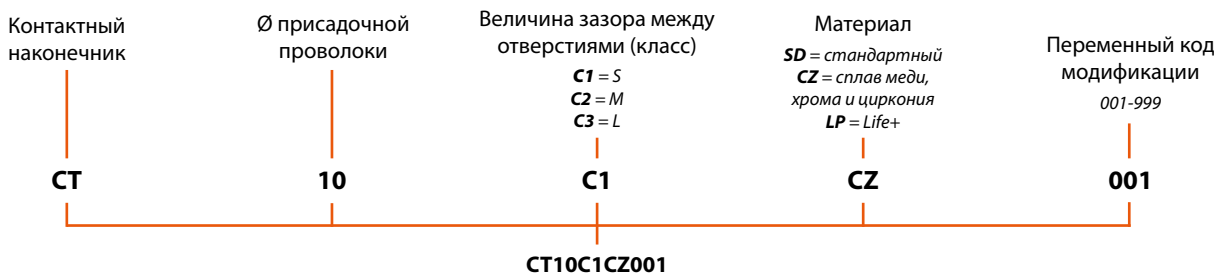 Контактный
наконечник
Ø присадочной
проволоки
Величина зазора между
отверстиями (класс)
C1 = S
C2 = M
C3 = L
Материал
SD = стандартный
CZ = сплав меди,
хрома и циркония
LP = Life+
Переменный код
модификации
001-999
CT
10
C1
CZ
001
CT10C1CZ001